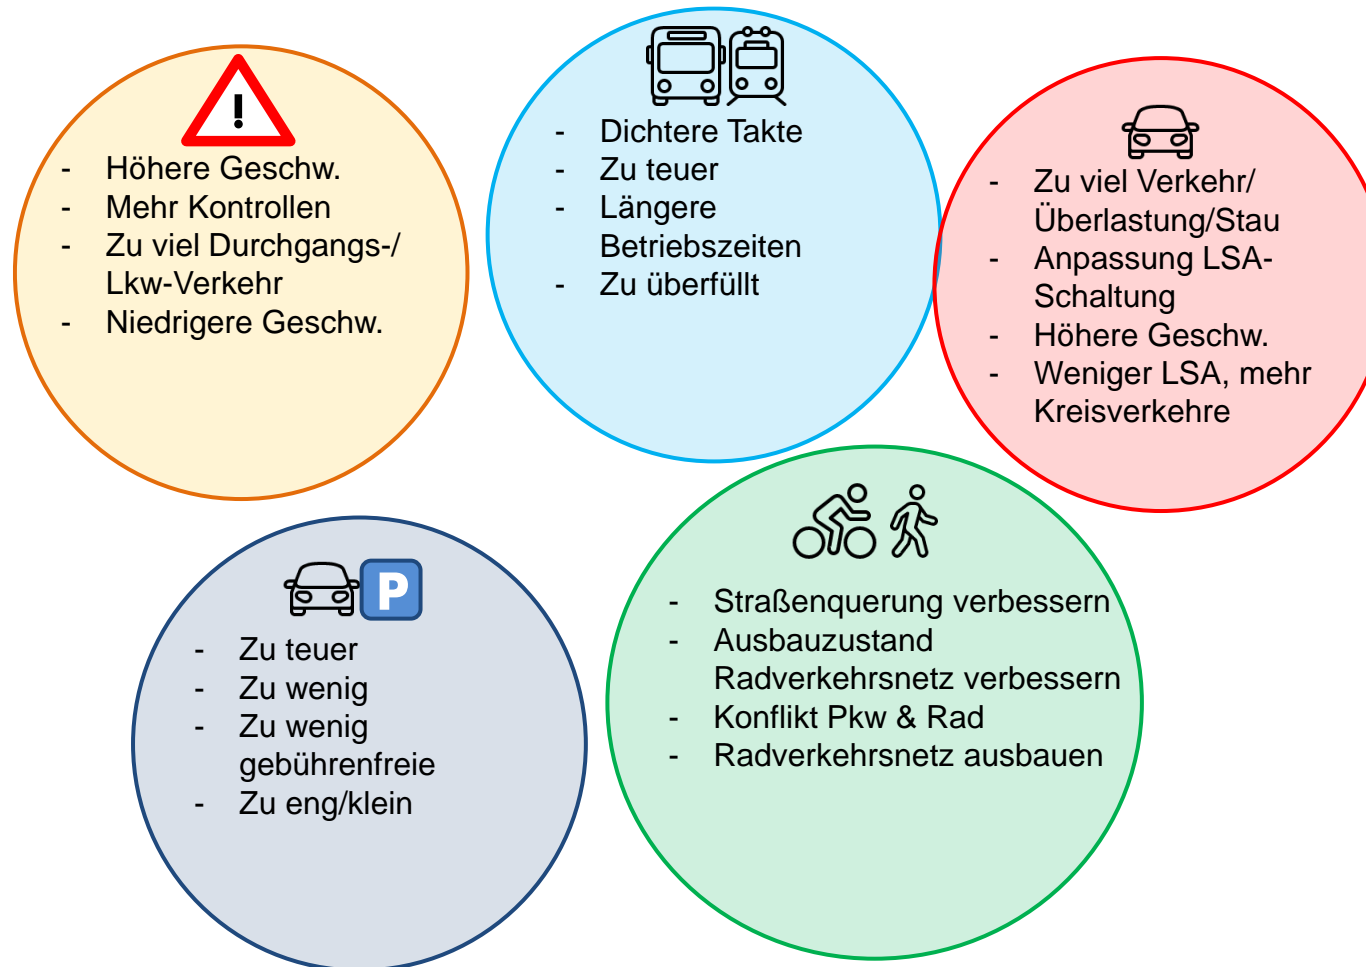 !
- Höhere Geschw.
- Mehr Kontrollen
- Zu viel Durchgangs-/
Lkw-Verkehr
- Niedrigere Geschw.
- Dichtere Takte
- Zu teuer
- Längere
Betriebszeiten
- Zu überfüllt
- Zu viel Verkehr/
Überlastung/Stau
- Anpassung LSA-
Schaltung
- Höhere Geschw.
- Weniger LSA, mehr
Kreisverkehre
P
- Zu teuer
- Zu wenig
- Zu wenig
gebührenfreie
- Zu eng/klein
- Straßenquerung verbessern
- Ausbauzustand
Radverkehrsnetz verbessern
- Konflikt Pkw & Rad
- Radverkehrsnetz ausbauen